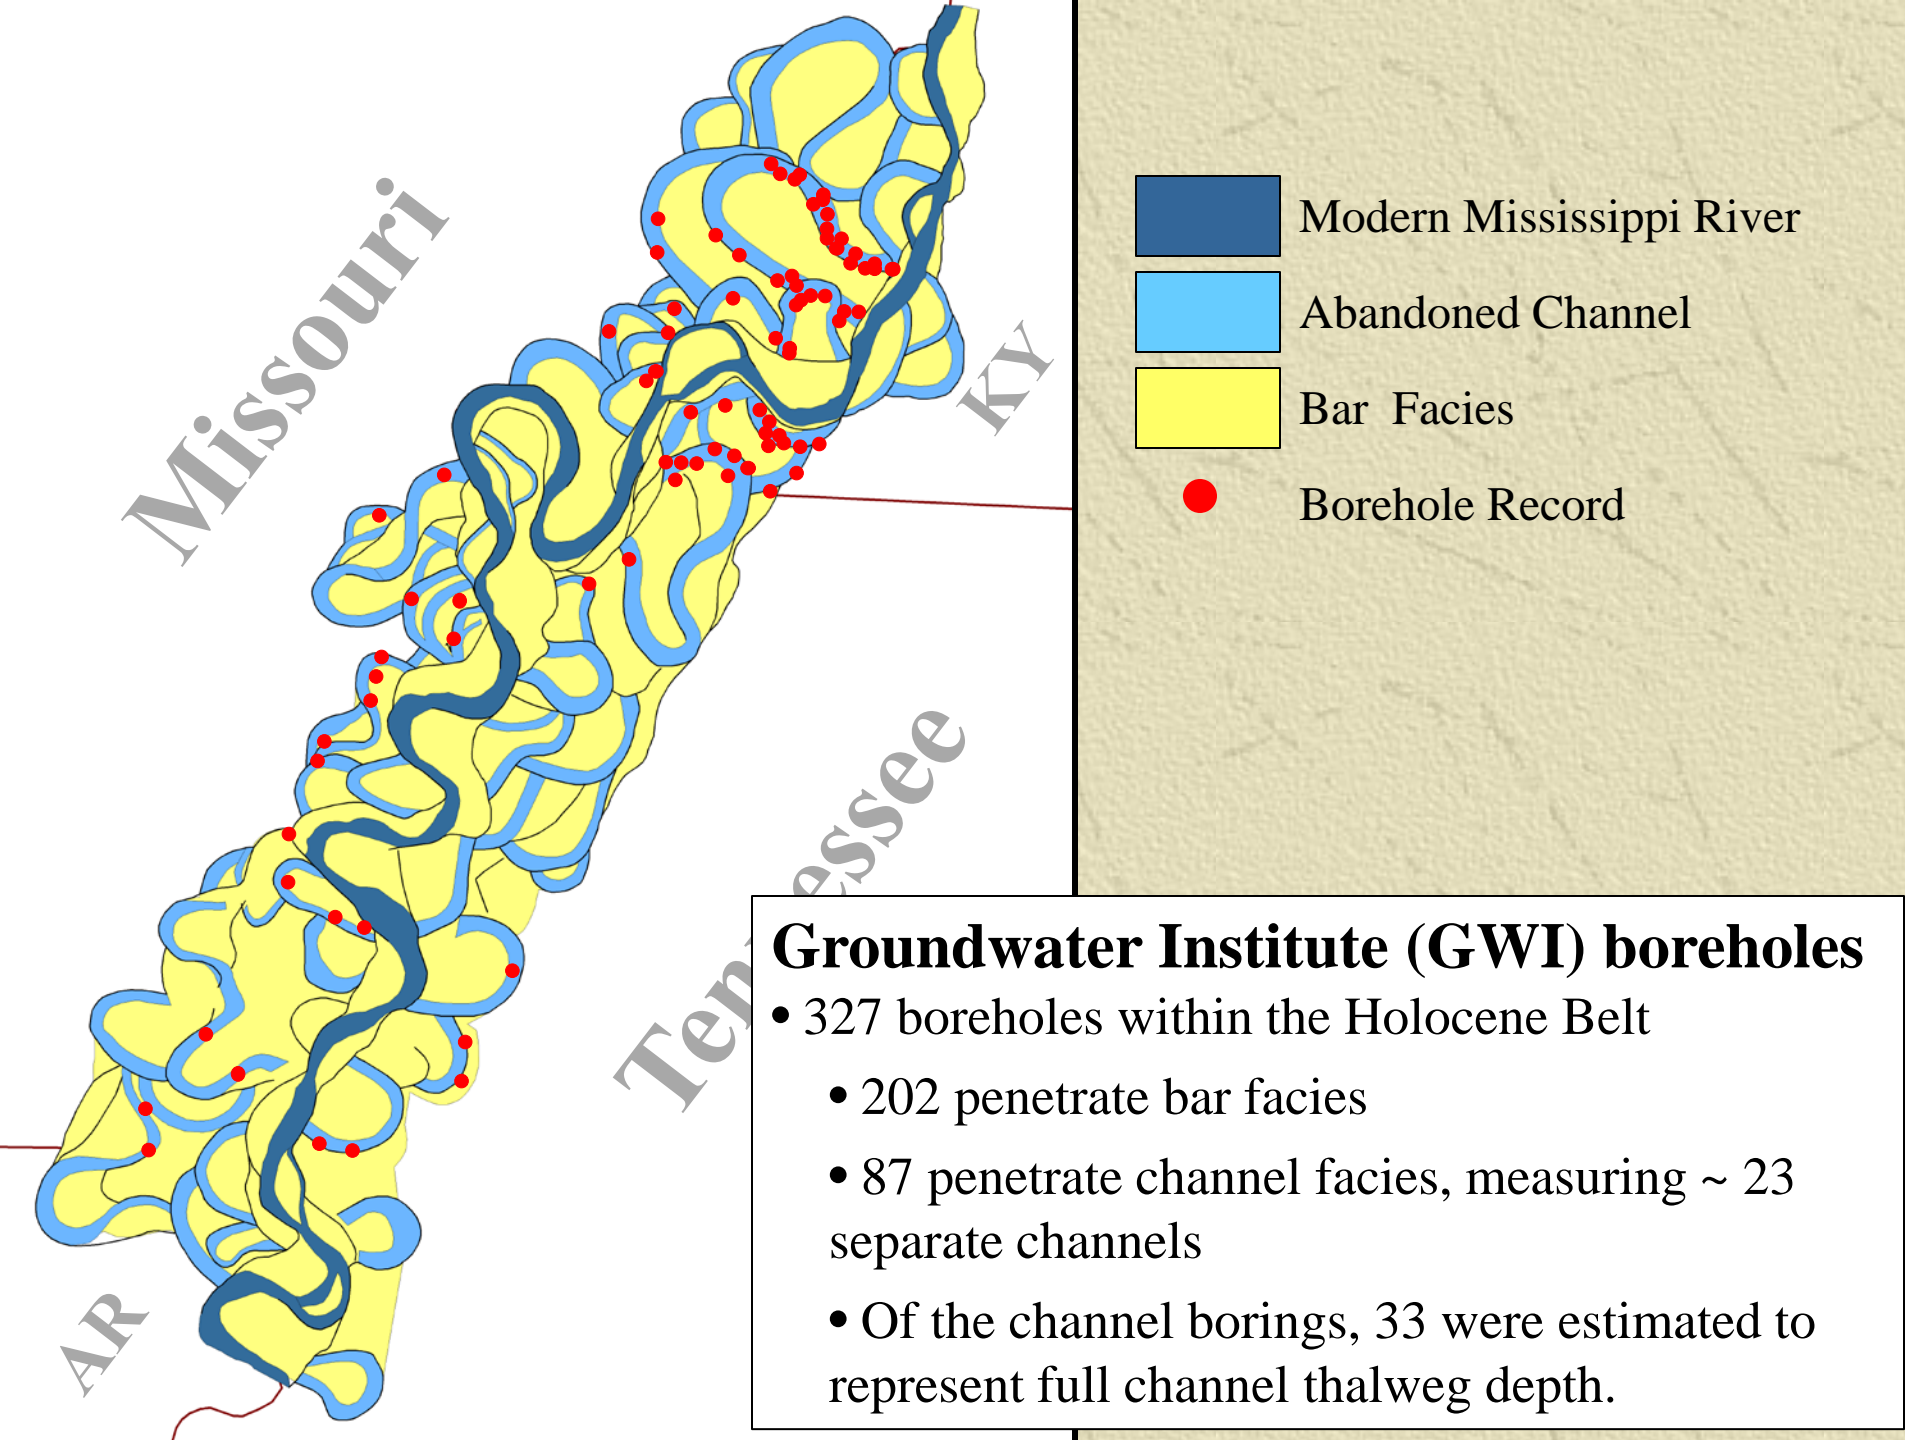 Missouri
KY
Tennessee
AR
Modern Mississippi River
Abandoned Channel
Bar Facies
Borehole Record
Groundwater Institute (GWI) boreholes
• 327 boreholes within the Holocene Belt
• 202 penetrate bar facies
• 87 penetrate channel facies, measuring ~ 23
separate channels
• Of the channel borings, 33 were estimated to
represent full channel thalweg depth.